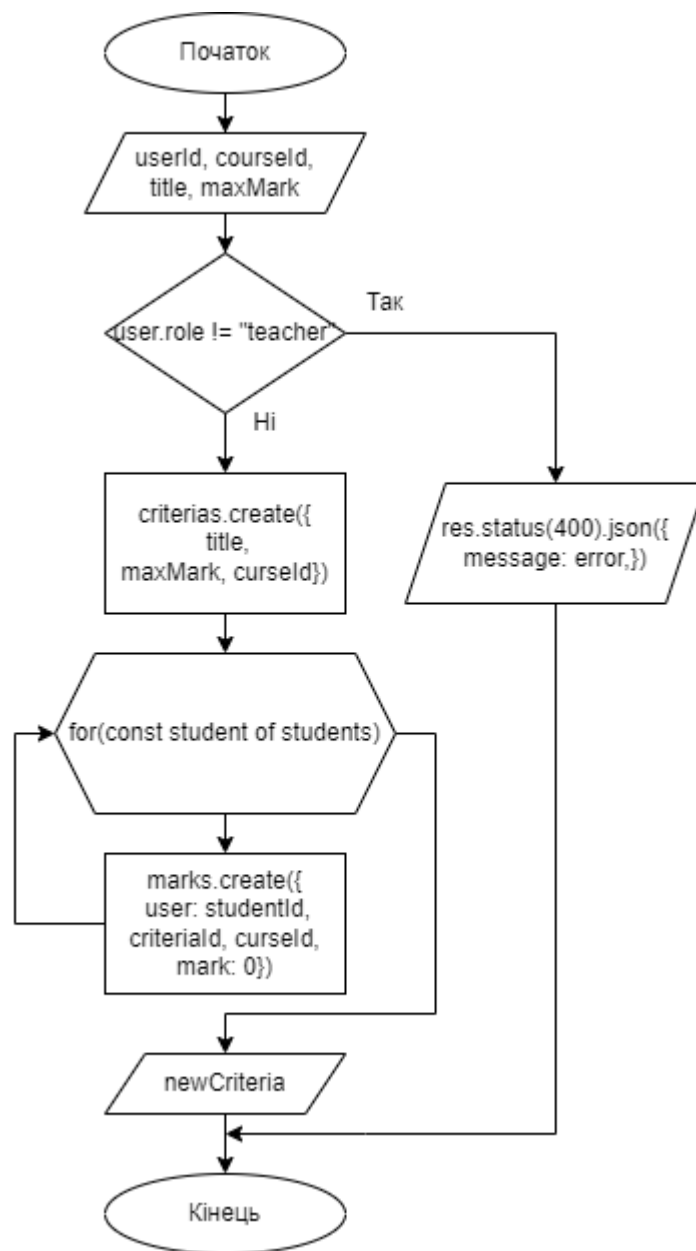 Початок
userId, courseId,
title, maxMark
user.role != "teacher"
Так
Ні
criterias.create({
title,
maxMark, curseId})
res.status(400).json({
message: error,})
for(const student of students)
marks.create({
user: studentId,
criteriaId, curseId,
mark: 0})
newCriteria
Кінець